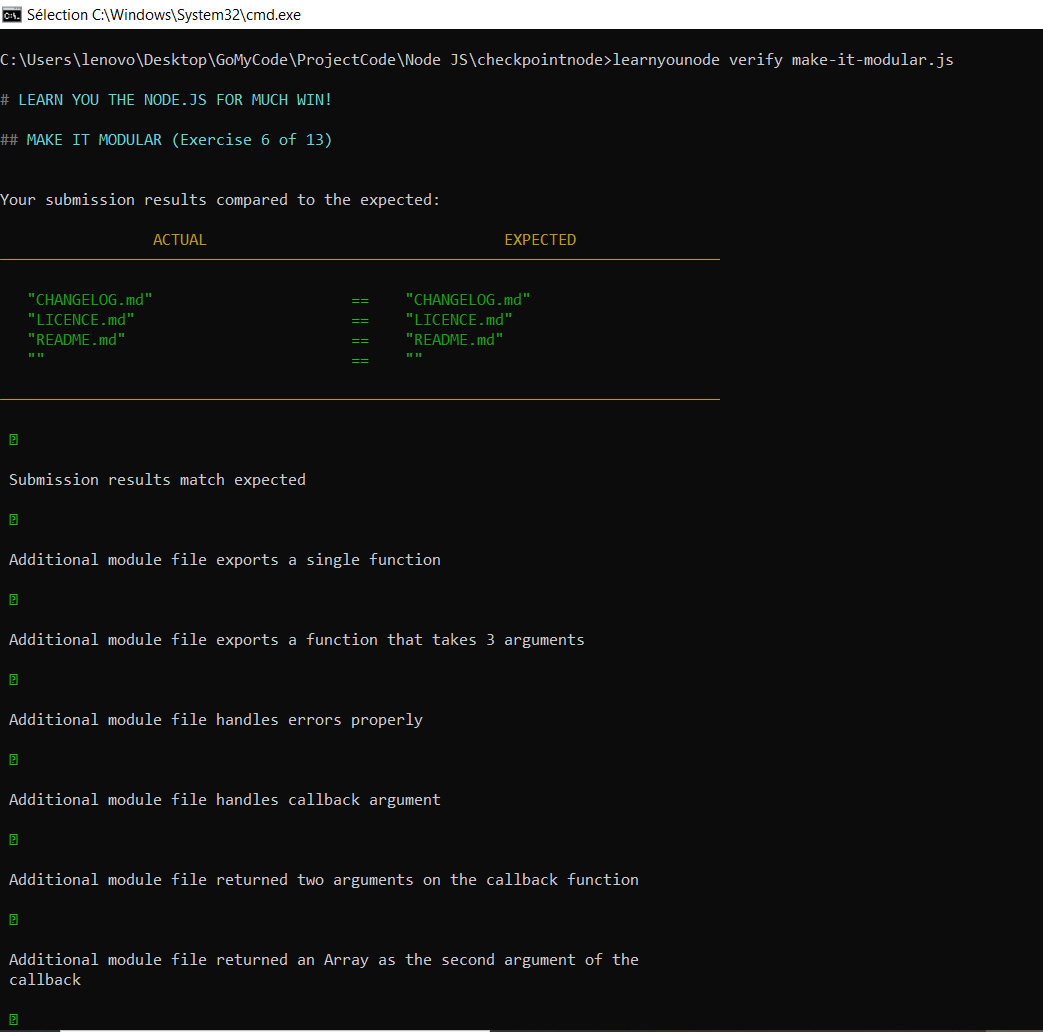 Sélection C:\Windows\System32\cmd.exe
C:\Users\lenovo\Desktop\GoMyCode\ProjectCode\Node JS\checkpointnode>learnyounode verify make-it-modular.js
# LEARN YOU THE NODE.JS FOR MUCH WIN!
## MAKE IT MODULAR (Exercise 6 of 13)
Your submission results compared to the expected:
ACTUAL EXPECTED
"CHANGELOG.md" == "CHANGELOG.md"
"LICENCE.md" == "LICENCE.md"
"README.md" == "README.md"
"" == ""
Submission results match expected
Additional module file exports a single function
Additional module file exports a function that takes 3 arguments
Additional module file handles errors properly
Additional module file handles callback argument
Additional module file returned two arguments on the callback function
Additional module file returned an Array as the second argument of the
callback